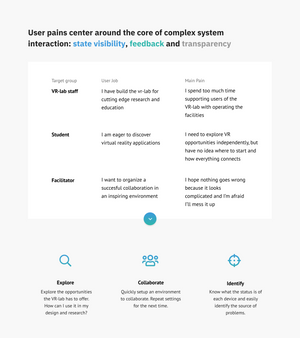 User pains center around the core of complex system
interaction: state visibility, feedback and transparency
Target group
User Job
Main Pain
VR-lab staff
I have build the vr-lab for
cutting edge research and
education
I spend too much time
supporting users of the
VR-lab with operating the
facilities
Student
I am eager to discover
virtual reality applications
I need to explore VR
opportunities independently, but
have no idea where to start and
how everything connects
Facilitator
I want to organize a
succesful collaboration in
an inspiring environment
I hope nothing goes wrong
because it looks
complicated and I'm afraid
I'll mess it up
Explore
Explore the opportunities
the VR-lab has to offer.
How can I use it in my
design and research?
Collaborate
Quickly setup an environment
to collaborate. Repeat settings
for the next time.
Identify
Know what the status is of
each device and easily
identify the source of
problems.